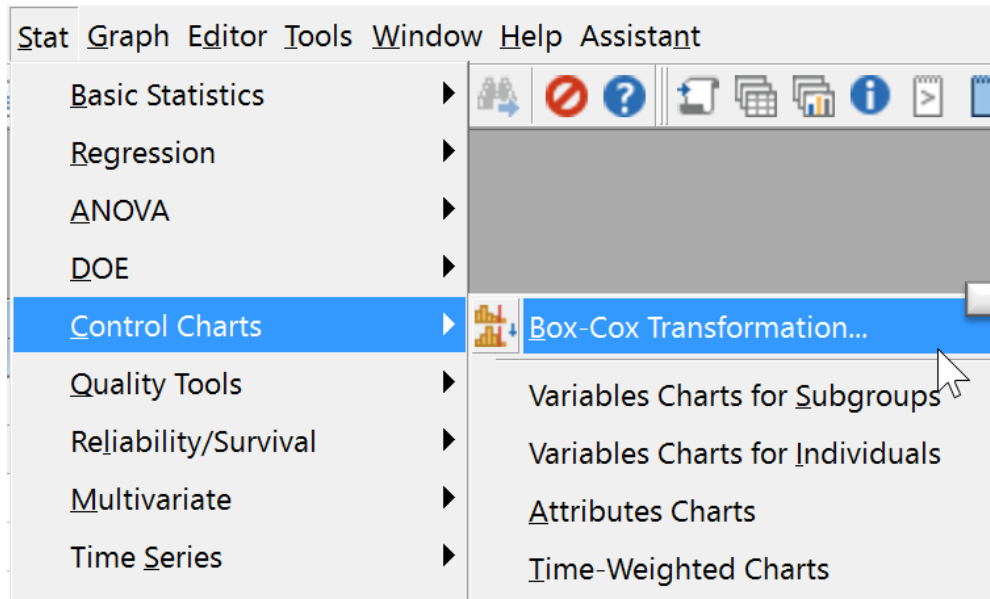 Stat Graph Editor Tools Window Help Assistant
Basic Statistics
Regression
ANOVA
DOE
Control Charts
Quality Tools
Reliability/Survival
Multivariate
Time Series
Box-Cox Transformation...
Variables Charts for Subgroups
Variables Charts for Individuals
Attributes Charts
Time-Weighted Charts